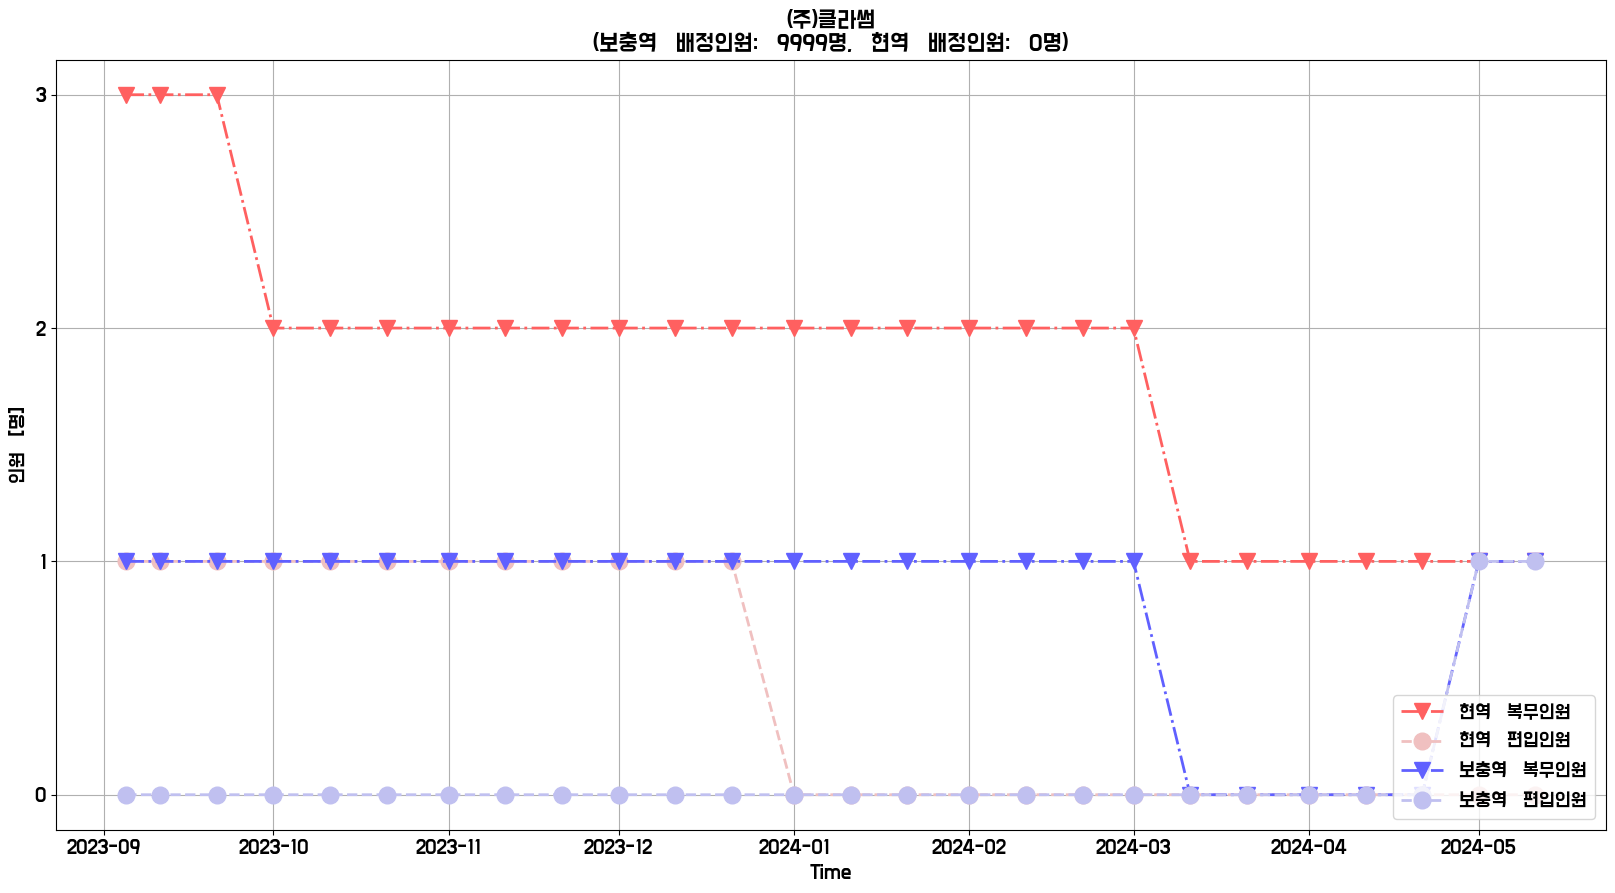 (주)클라썸
(보충역 배정인원: 9999명, 현역 배정인원: 0명)
인원 [명]
3
2
1
0
현역 복무인원
현역 편입인원
보충역 복무인원
보충역 편입인원
2023-09 2023-10 2023-11 2023-12 2024-01 2024-02 2024-03 2024-04 2024-05
Time